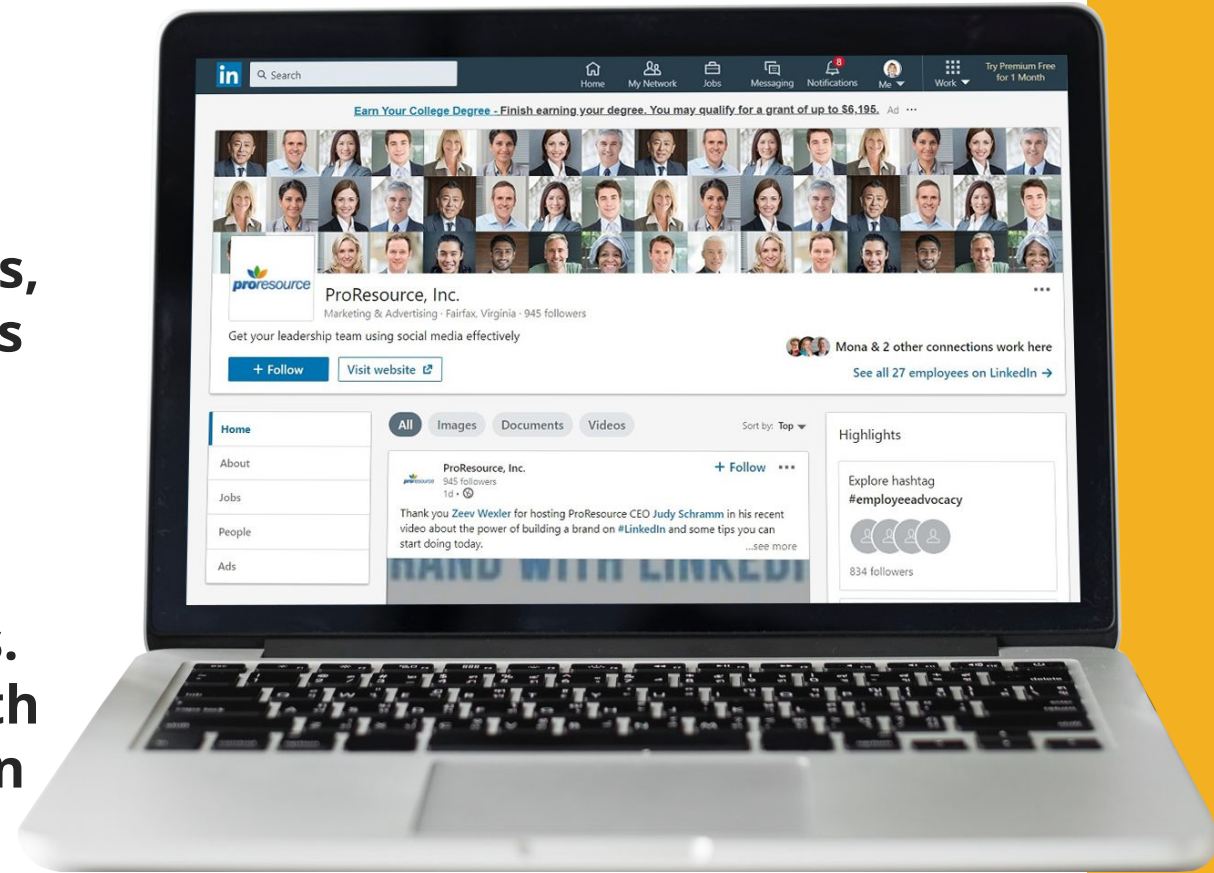 s,
s
s.
th
n
in Search Home My Network Jobs Messaging Notifications 8 Me Work Try Premium Free
for 1 Month
Earn Your College Degree - Finish earning your degree. You may qualify for a grant of up to $6,195. Ad ...
proresource
ProResource, Inc.
Marketing & Advertising · Fairfax, Virginia · 945 followers
Get your leadership team using social media effectively
Mona & 2 other connections work here
+ Follow Visit website
See all 27 employees on LinkedIn →
Home
About
Jobs
People
Ads
All Images Documents Videos Sort by: Top
proresource
ProResource, Inc.
+ Follow
945 followers
1d •
Thank you Zeev Wexler for hosting ProResource CEO Judy Schramm in his recent
video about the power of building a brand on #LinkedIn and some tips you can
start doing today.
...see more
RAND WITH LINKEDI
Highlights
Explore hashtag
#employeeadvocacy
834 followers